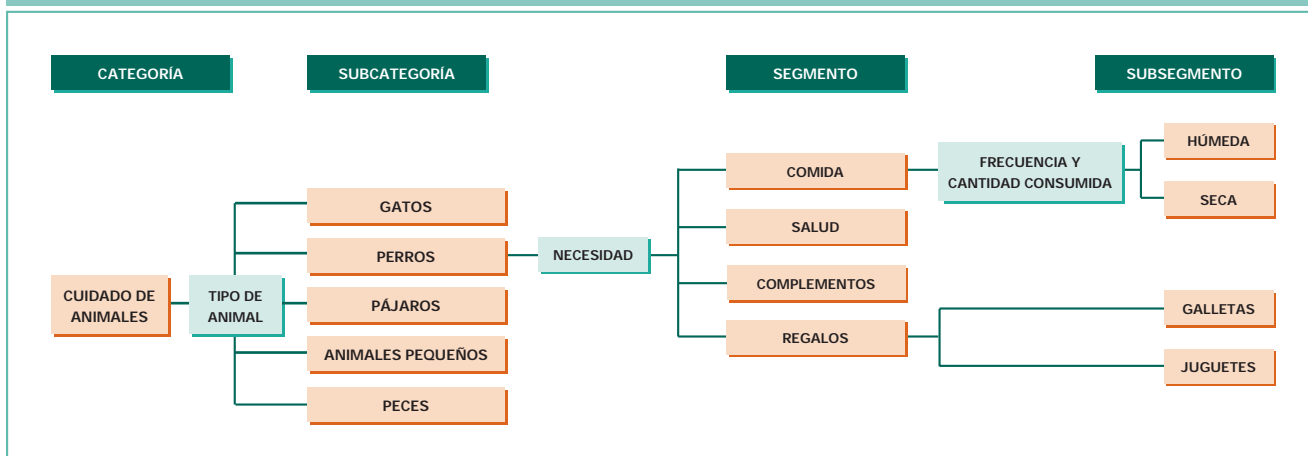 CATEGORÍA
SUBCATEGORÍA
SEGMENTO
SUBSEGMENTO
CUIDADO DE
ANIMALES
TIPO DE
ANIMAL
GATOS
PERROS
PÁJAROS
ANIMALES PEQUEÑOS
PECES
NECESIDAD
COMIDA
SALUD
COMPLEMENTOS
REGALOS
FRECUENCIA Y
CANTIDAD CONSUMIDA
HÚMEDA
SECA
GALLETAS
JUGUETES